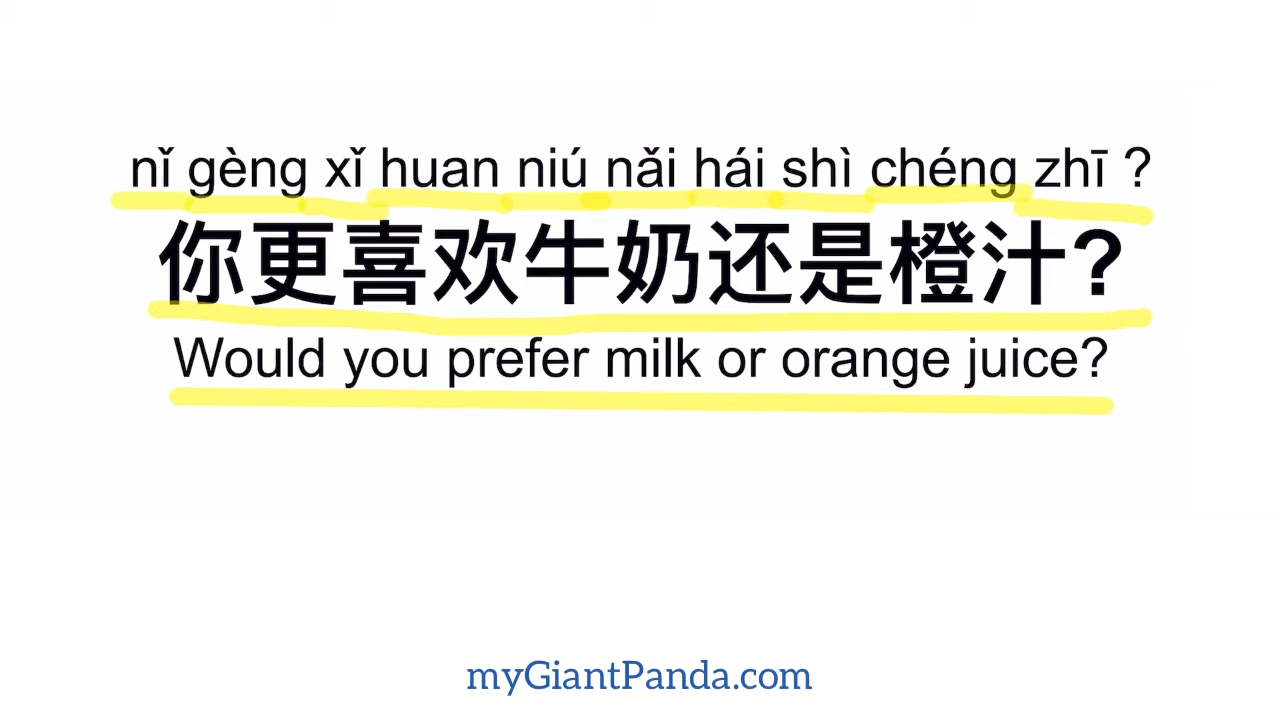 nǐ gèng xǐ huan niú nǎi hái shì chéng zhī ?
你更喜欢牛奶还是橙汁?
Would you prefer milk or orange juice?
myGiantPanda.com